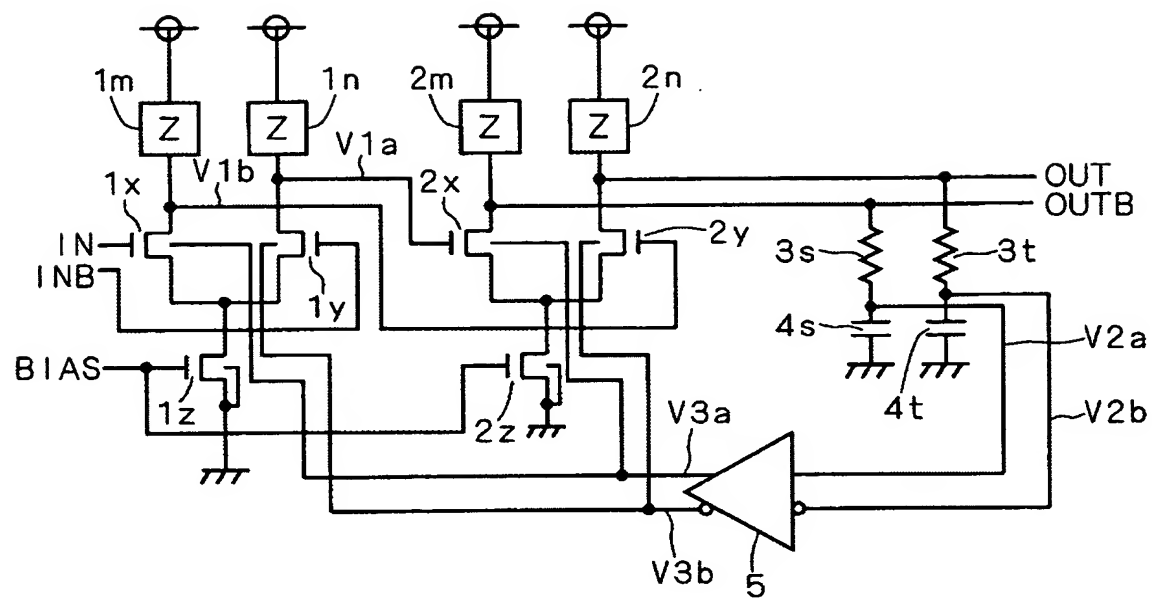 1m
1n
2m
2n
Z
Z
Z
Z
V1a
V1b
1x
2x
OUT
OUTB
IN
INB
1y
2y
3s
3t
4s
4t
V2a
BIAS
1z
2z
V3a
V2b
V3b
5